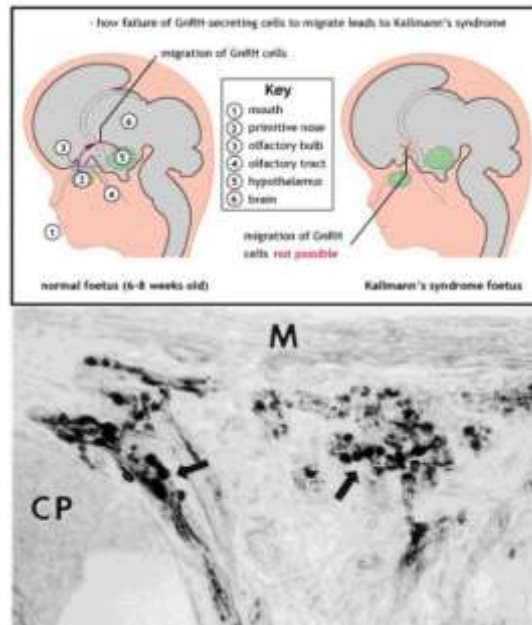 - how failure of GnRH-secreting cells to migrate leads to Kallmann's syndrome
migration of GnRH cells
Key
1 mouth
2 primitive nose
3 olfactory bulb
4 olfactory tract
5 hypothalamus
6 brain
6
3
5
2
4
1
migration of GnRH
cells not possible
normal foetus (6-8 weeks old)
Kallmann's syndrome foetus
M
CP